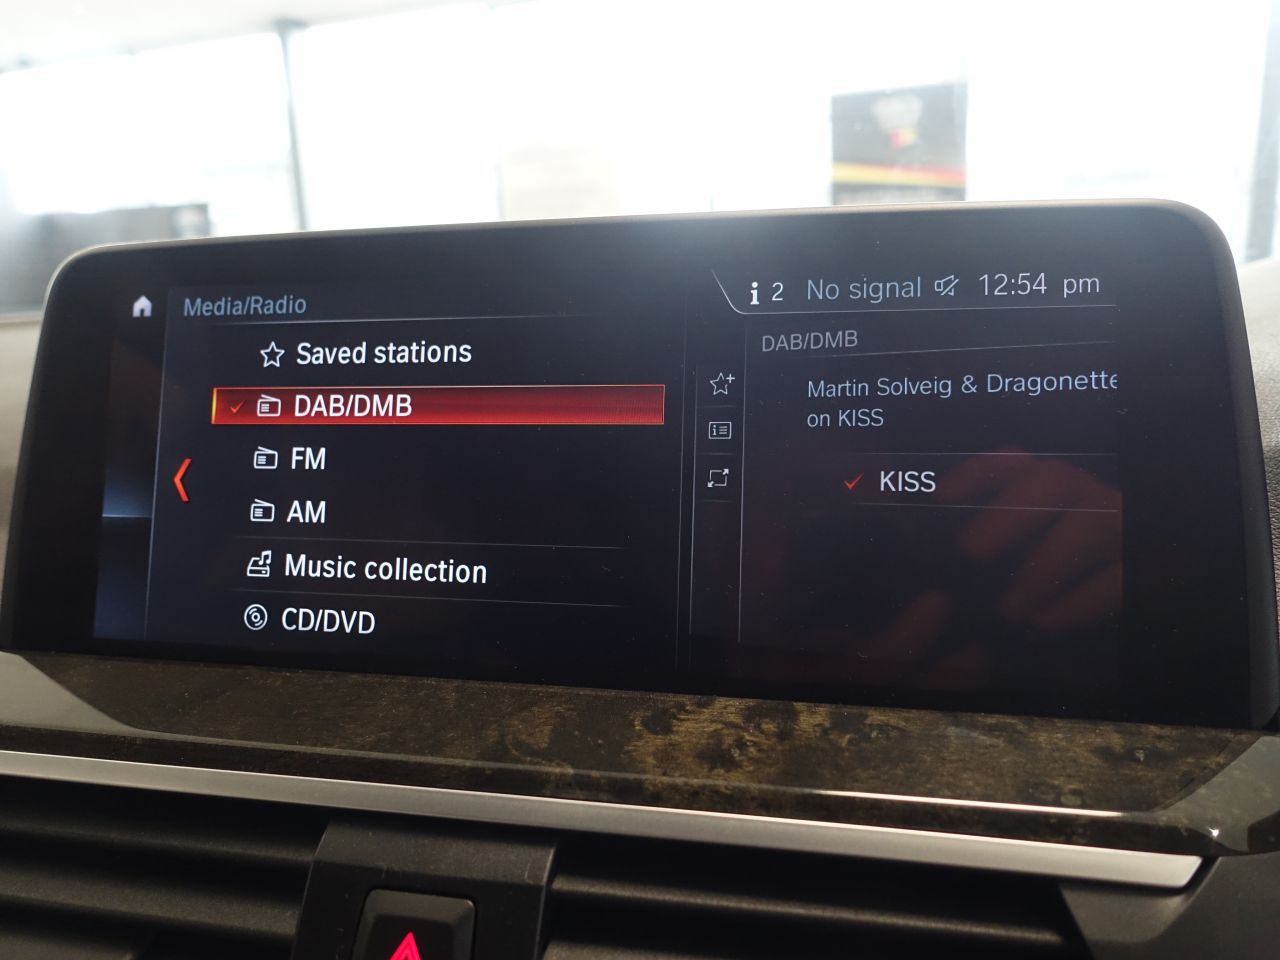 Media/Radio
Saved stations
DAB/DMB
FM
AM
Music collection
CD/DVD
i 2 No signal 12:54 pm
DAB/DMB
Martin Solveig & Dragonette
on KISS
KISS